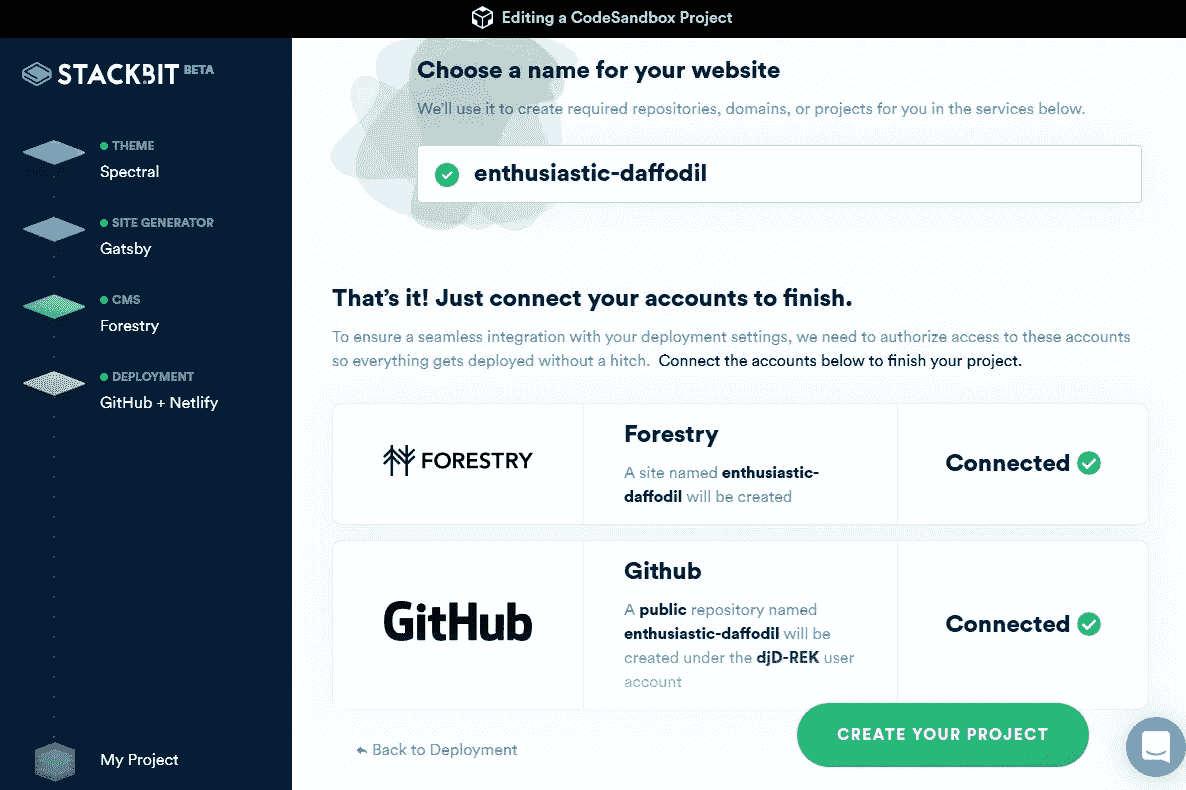 Editing a CodeSandbox Project
STACKBIT BETA
THEME
Spectral
SITE GENERATOR
Gatsby
CMS
Forestry
DEPLOYMENT
GitHub + Netlify
My Project
Choose a name for your website
We'll use it to create required repositories, domains, or projects for you in the services below.
enthusiastic-daffodil
That's it! Just connect your accounts to finish.
To ensure a seamless integration with your deployment settings, we need to authorize access to these accounts
so everything gets deployed without a hitch. Connect the accounts below to finish your project.
FORESTRY
Forestry
A site named enthusiastic-
daffodil will be created
Connected
GitHub
Github
A public repository named
enthusiastic-daffodil will be
created under the djD-REK user
account
Connected
Back to Deployment
CREATE YOUR PROJECT